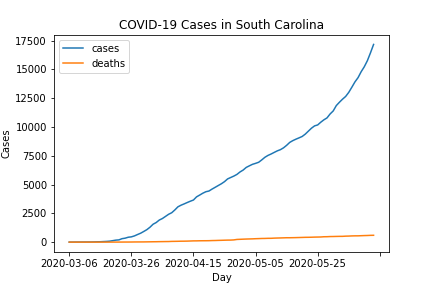 COVID-19 Cases in South Carolina
17500
15000
12500
10000
7500
5000
2500
0
Cases
cases
deaths
2020-03-06 2020-03-26 2020-04-15 2020-05-05 2020-05-25
Day